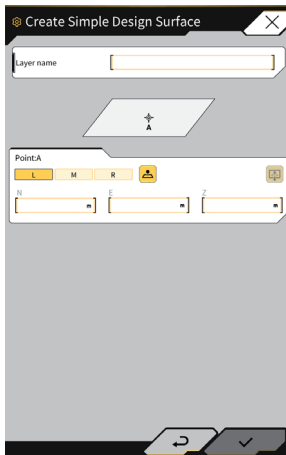 Create Simple Design Surface
Layer name
A
Point:A
L M R
N E Z
m m m